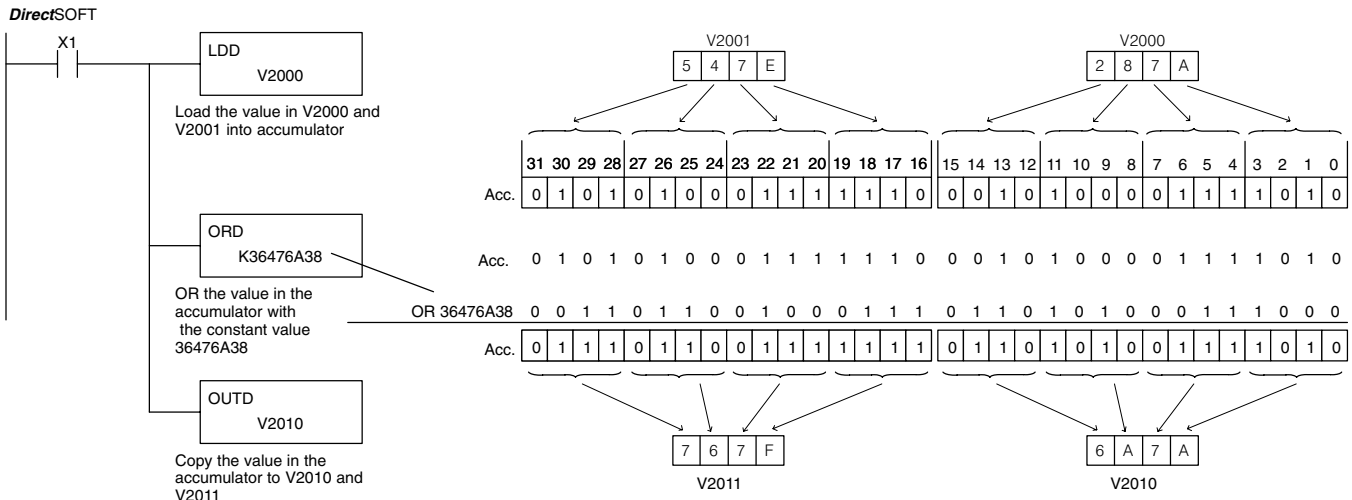 DirectSOFT
X1
LDD
V2000
Load the value in V2000 and
V2001 into accumulator
ORD
K36476A38
OR the value in the
accumulator with
the constant value
36476A38
OUTD
V2010
Copy the value in the
accumulator to V2010 and
V2011
V2001 V2000
5 4 7 E 2 8 7 A
31 30 29 28 27 26 25 24 23 22 21 20 19 18 17 16 15 14 13 12 11 10 9 8 7 6 5 4 3 2 1 0
Acc. 0 1 0 1 0 1 0 0 0 1 1 1 1 1 1 0 0 0 1 0 1 0 0 0 0 1 1 1 1 0 1 0
Acc. 0 1 0 1 0 1 0 0 0 1 1 1 1 1 1 0 0 0 1 0 1 0 0 0 0 1 1 1 1 0 1 0
OR 36476A38 0 0 1 1 0 1 1 0 0 1 0 0 0 1 1 1 0 1 1 0 1 0 1 0 0 0 1 1 1 0 0 0
Acc. 0 1 1 1 0 1 1 0 0 1 1 1 1 1 1 1 0 1 1 0 1 0 1 0 0 1 1 1 1 0 1 0
7 6 7 F 6 A 7 A
V2011 V2010